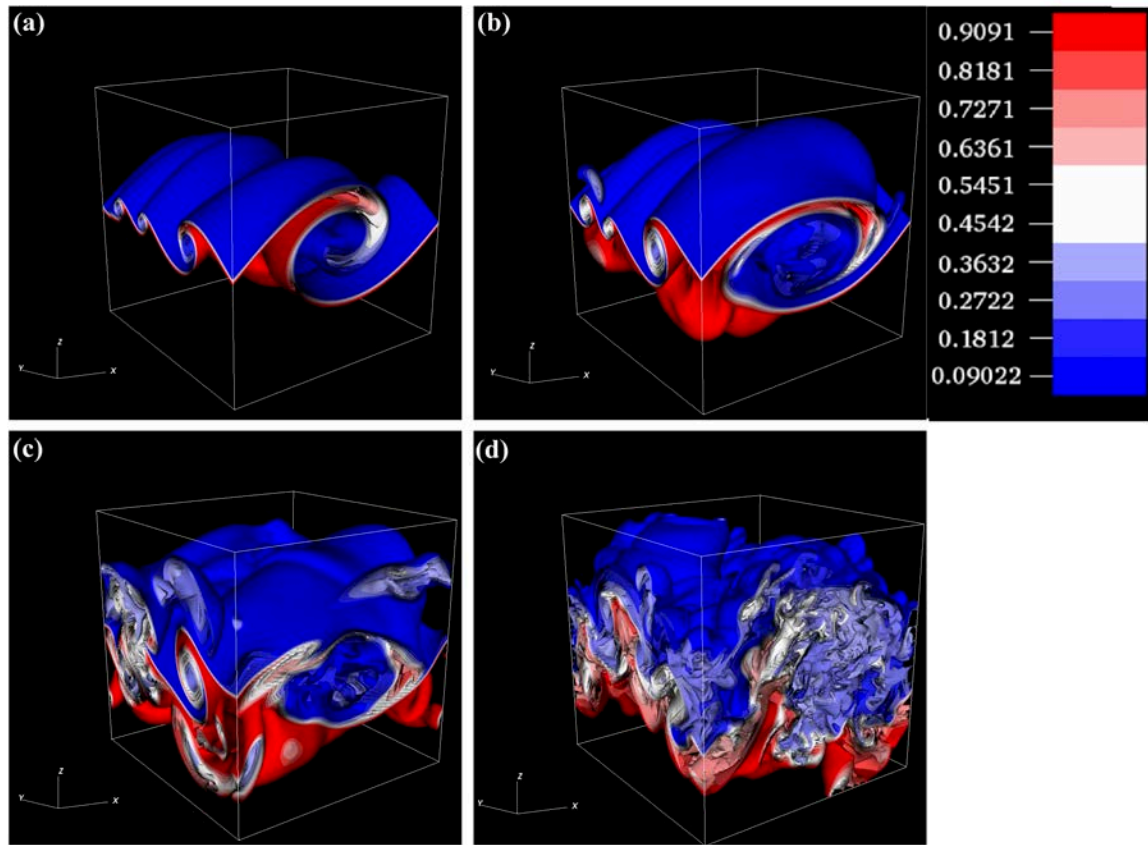 (a)
(b)
0.9091
0.8181
0.7271
0.6361
0.5451
0.4542
0.3632
0.2722
0.1812
0.09022
Z
Y
X
Z
Y
X
(c)
(d)
Z
Y
X
Z
Y
X